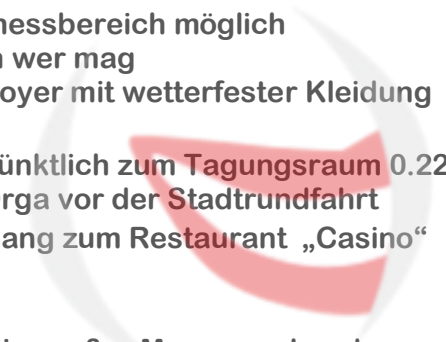 nessbereich möglich
wer mag
oyer mit wetterfester Kleidung
ünktlich zum Tagungsraum 0.22
rga vor der Stadtrundfahrt
ang zum Restaurant „Casino“